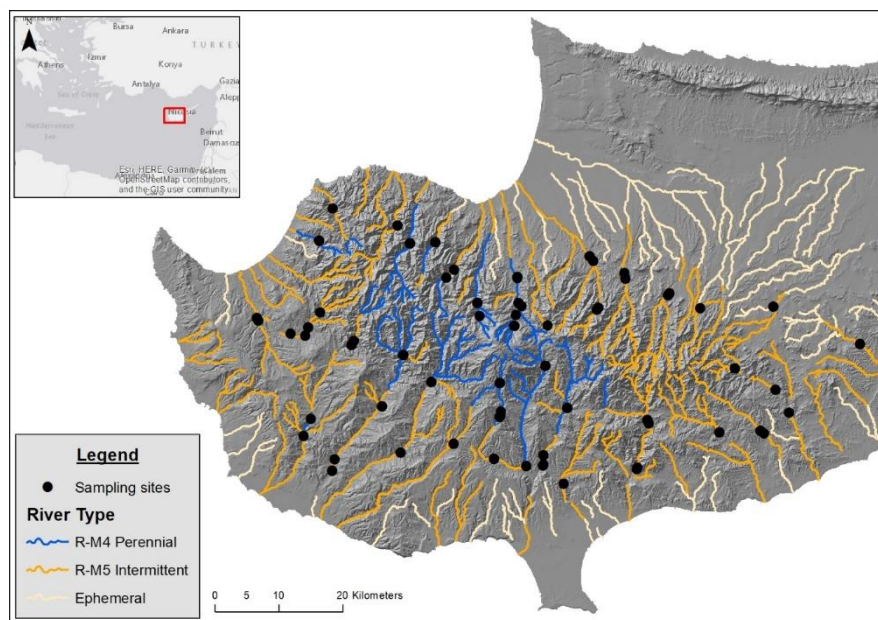 N
Bursa
Ankara
TURKEY
Athens
Izmir
Konya
Antalya
Gazia
Alepp
Nicosia
Beirut
Damascus
Esri, HERE, Garmin,
OpenStreetMap contributors,
and the GIS user community
Legend
Sampling sites
River Type
R-M4 Perennial
R-M5 Intermittent
Ephemeral
0 5 10 20 Kilometers